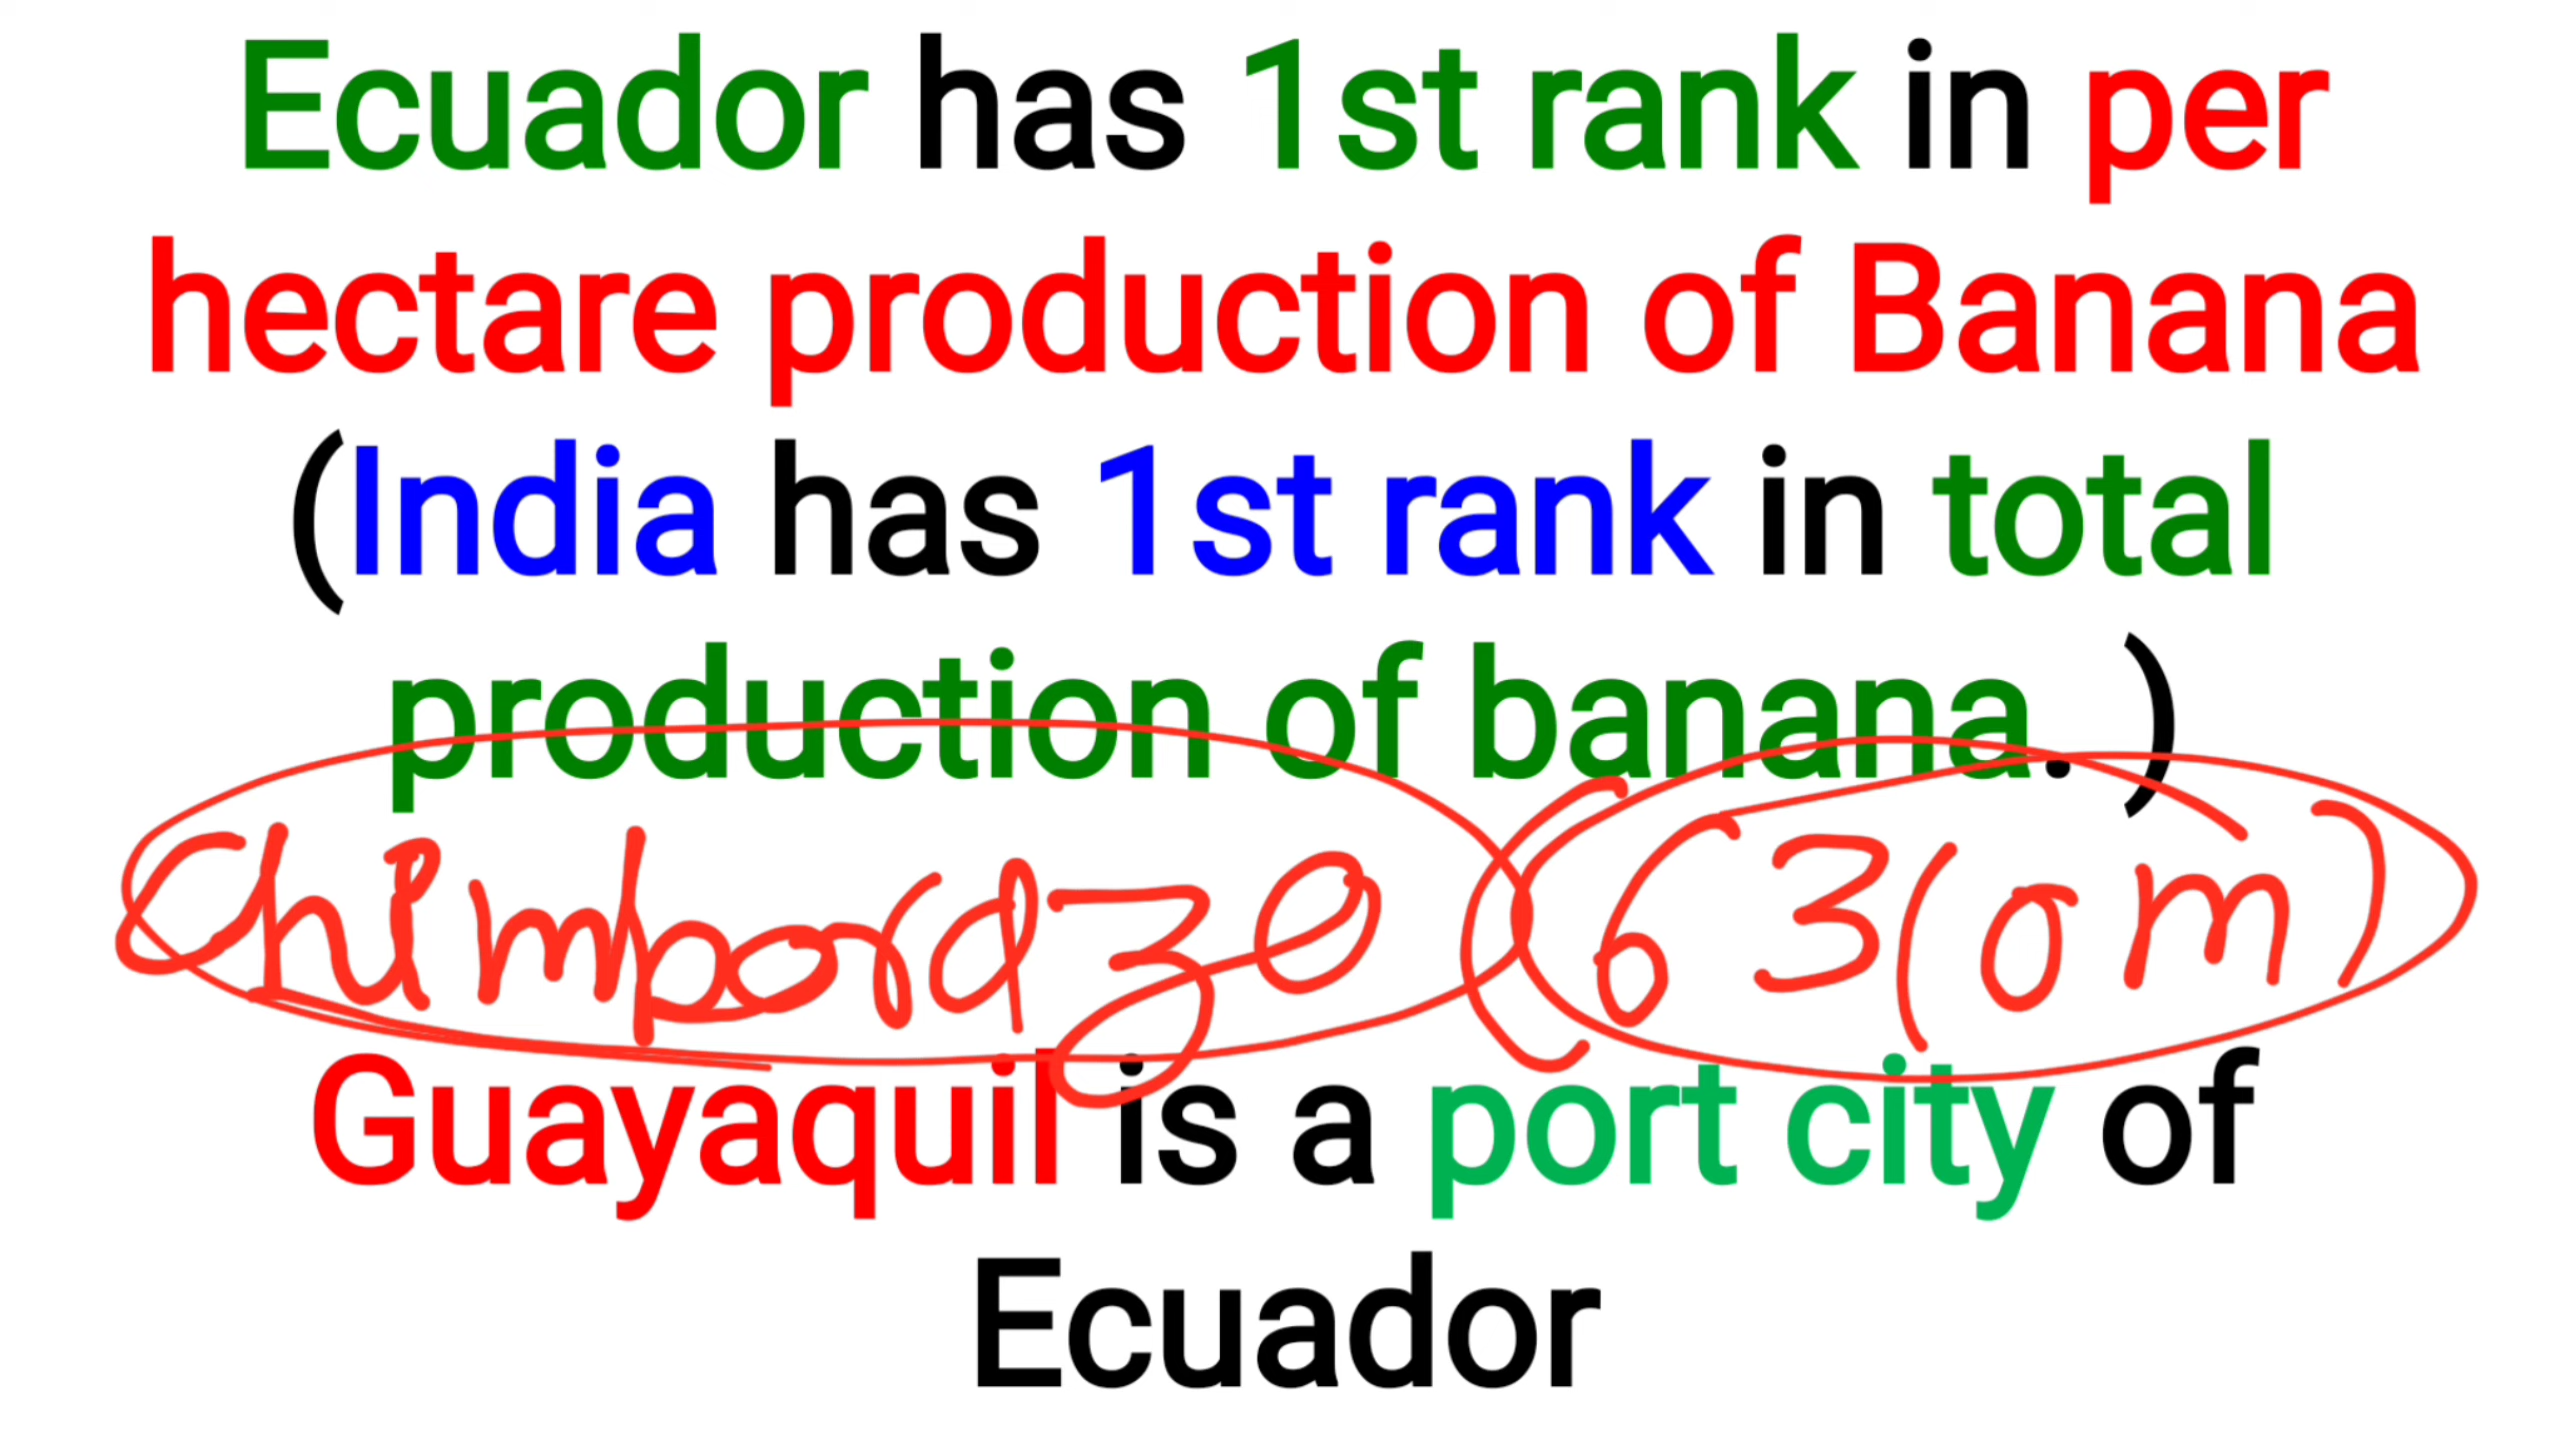 Ecuador has 1st rank in per
hectare production of Banana
(India has 1st rank in total
production of banana.)
Chimborazo (6310m)
Guayaquil is a port city of
Ecuador